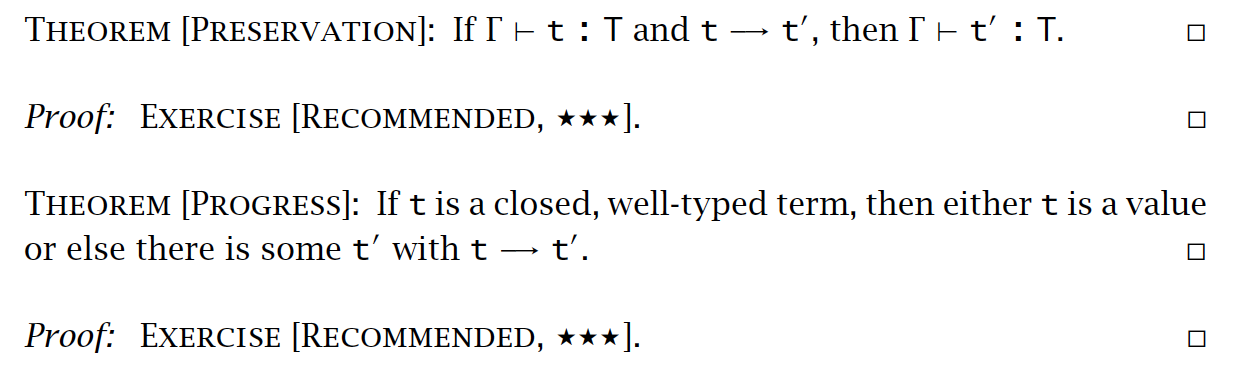 THEOREM [PRESERVATION]: If Γ ⊢ t : T and t ⟶ t′, then Γ ⊢ t′ : T. □
Proof: EXERCISE [RECOMMENDED, ★★★]. □
THEOREM [PROGRESS]: If t is a closed, well-typed term, then either t is a value
or else there is some t′ with t ⟶ t′. □
Proof: EXERCISE [RECOMMENDED, ★★★]. □